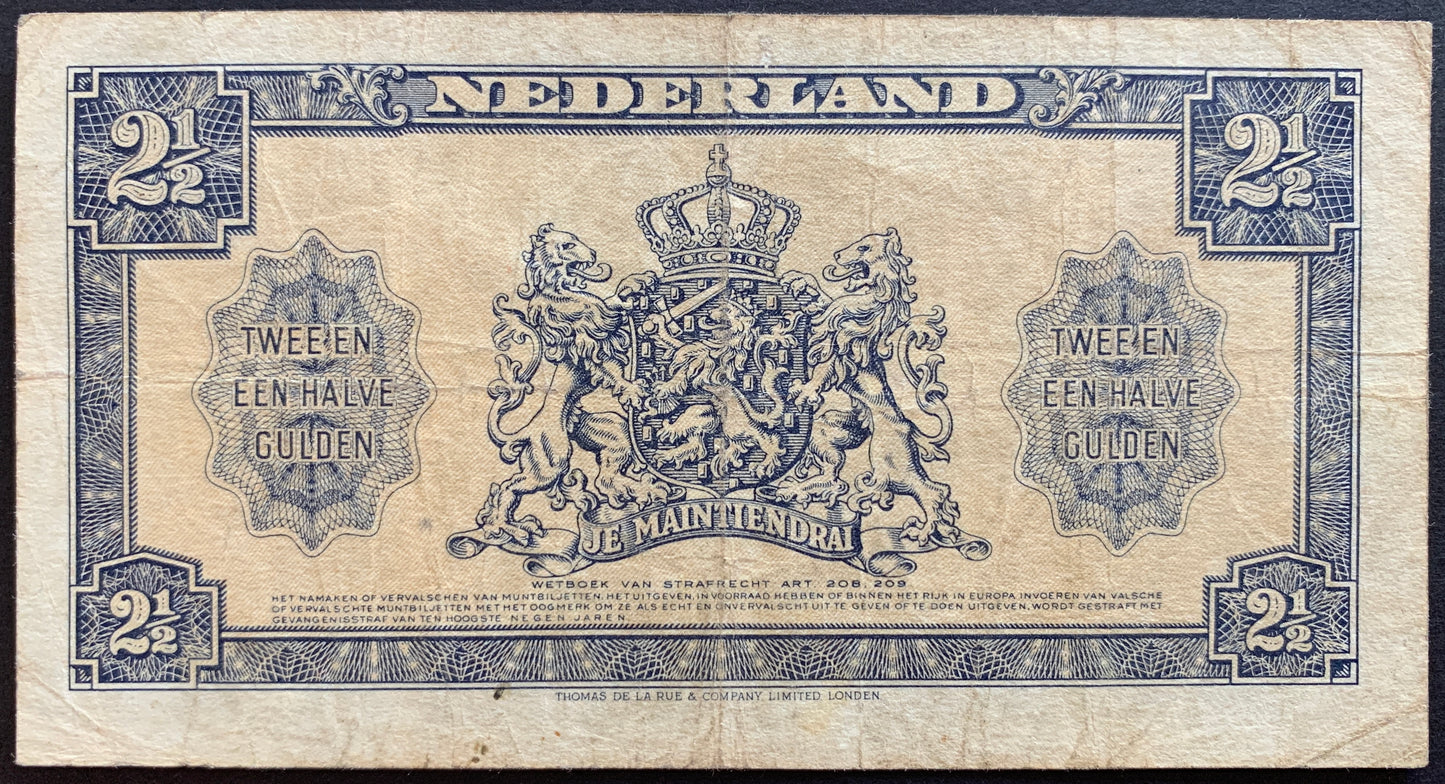 NEDERLAND
2½ 2½
TWEE EN
EEN HALVE
GULDEN
TWEE EN
EEN HALVE
GULDEN
JE MAINTIENDRAI
WETBOEK VAN STRAFRECHT ART. 208, 209
HET NAMAKEN OF VERVALSCHEN VAN MUNTBILJETTEN, HET UITGEVEN, IN VOORRAAD HEBBEN OF BINNEN HET RIJK IN EUROPA INVOEREN VAN VALSCHE
OF VERVALSCHTE MUNTBILJETTEN MET HET OOGMERK OM ZE ALS ECHT EN ONVERVALSCHT UIT TE GEVEN OF TE DOEN UITGEVEN, WORDT GESTRAFT MET
GEVANGENISSTRAF VAN TEN HOOGSTE NEGEN JAREN
2½ 2½
THOMAS DE LA RUE & COMPANY, LIMITED, LONDEN